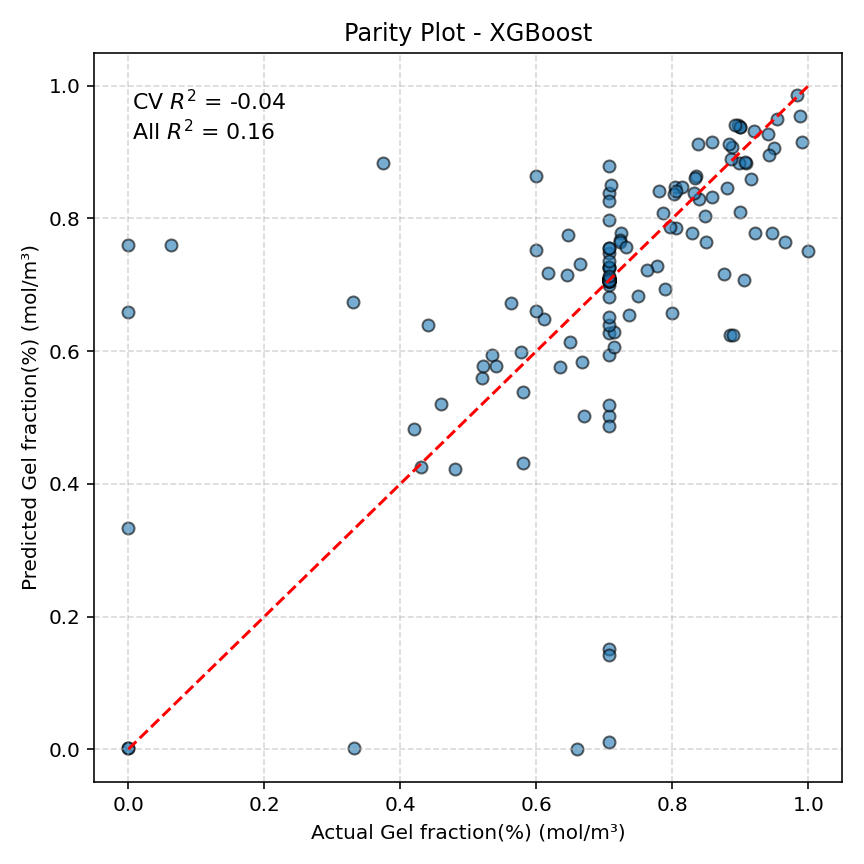 Parity Plot - XGBoost
CV R² = -0.04
All R² = 0.16
1.0
0.8
0.6
0.4
0.2
0.0
Predicted Gel fraction(%) (mol/m³)
0.0 0.2 0.4 0.6 0.8 1.0
Actual Gel fraction(%) (mol/m³)